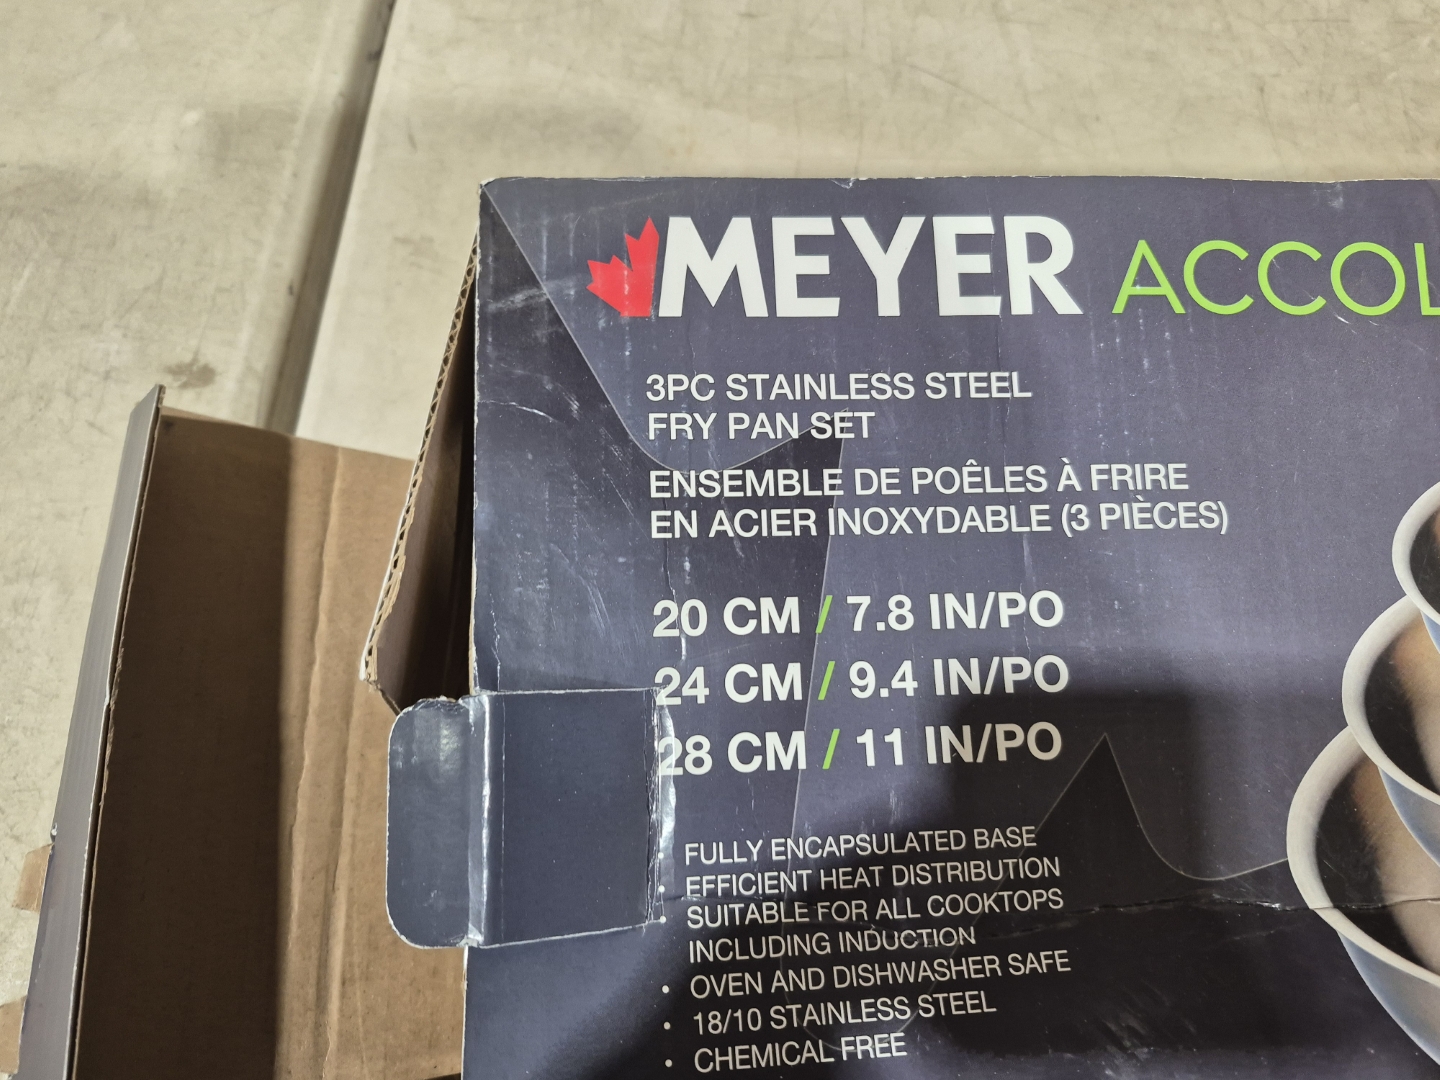 MEYER ACCOL
3PC STAINLESS STEEL
FRY PAN SET
ENSEMBLE DE POÊLES À FRIRE
EN ACIER INOXYDABLE (3 PIÈCES)
20 CM / 7.8 IN/PO
24 CM / 9.4 IN/PO
28 CM / 11 IN/PO
• FULLY ENCAPSULATED BASE
• EFFICIENT HEAT DISTRIBUTION
• SUITABLE FOR ALL COOKTOPS
INCLUDING INDUCTION
• OVEN AND DISHWASHER SAFE
• 18/10 STAINLESS STEEL
• CHEMICAL FREE